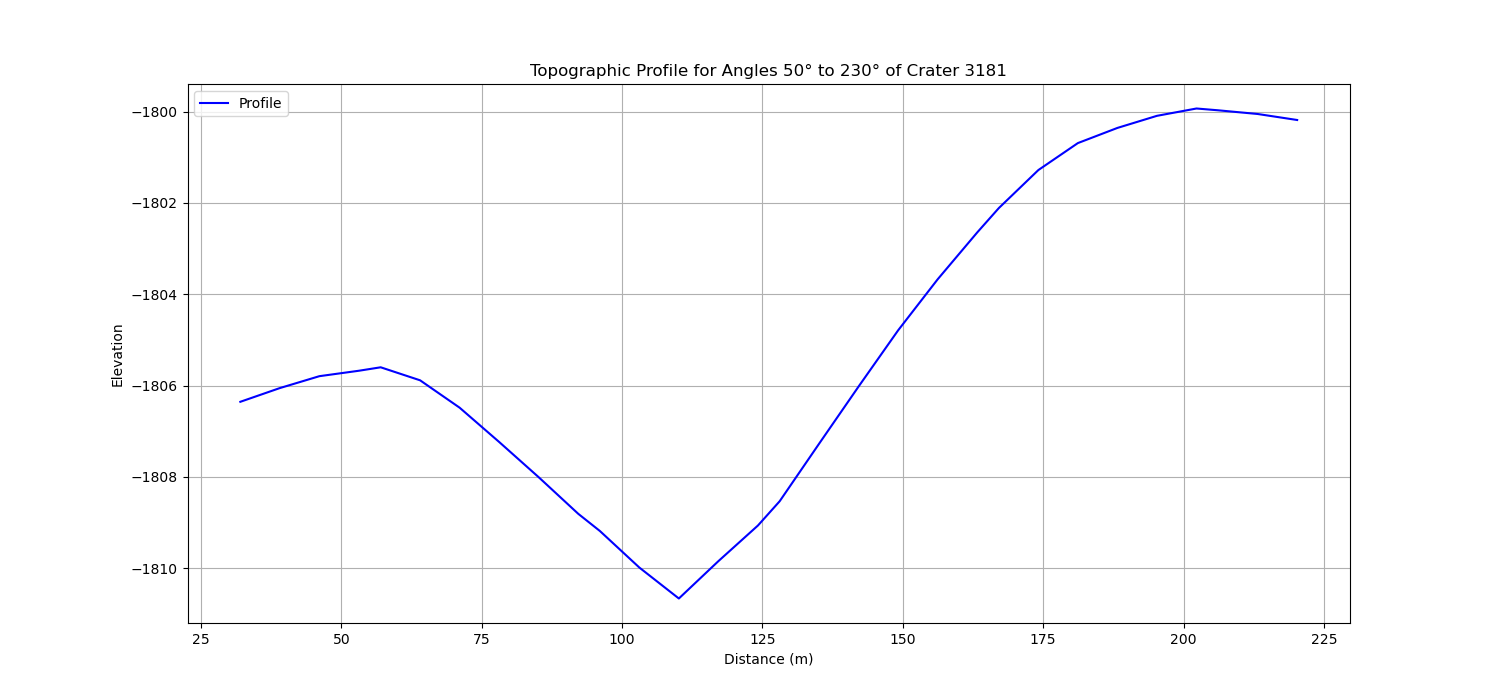 Topographic Profile for Angles 50° to 230° of Crater 3181
Profile
−1800
−1802
−1804
−1806
−1808
−1810
Elevation
25 50 75 100 125 150 175 200 225
Distance (m)